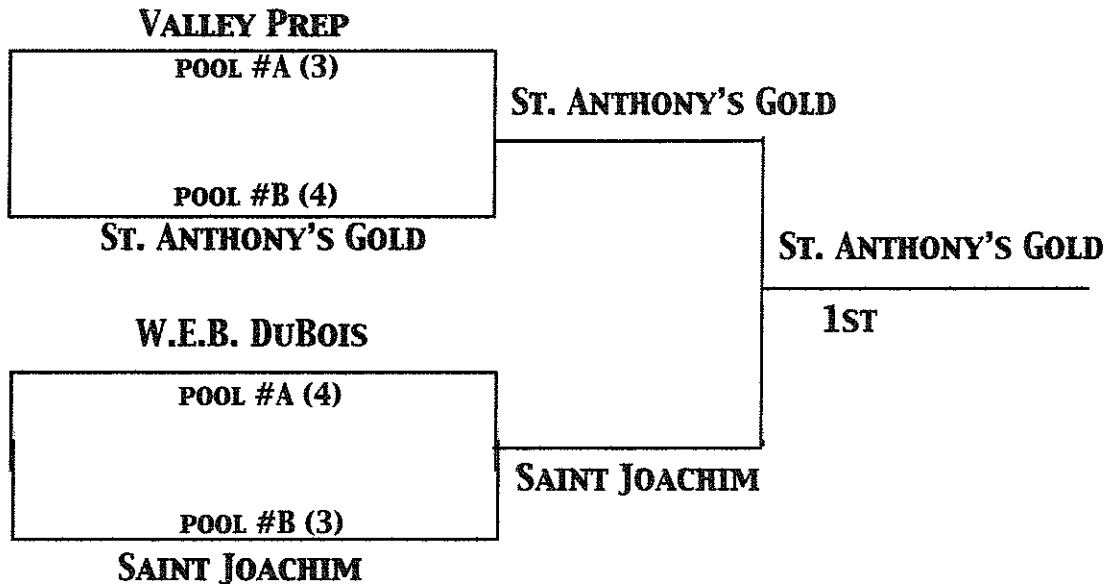 VALLEY PREP
POOL #A (3)
ST. ANTHONY'S GOLD
POOL #B (4)
ST. ANTHONY'S GOLD
ST. ANTHONY'S GOLD
1ST
W.E.B. DUBOIS
POOL #A (4)
SAINT JOACHIM
POOL #B (3)
SAINT JOACHIM